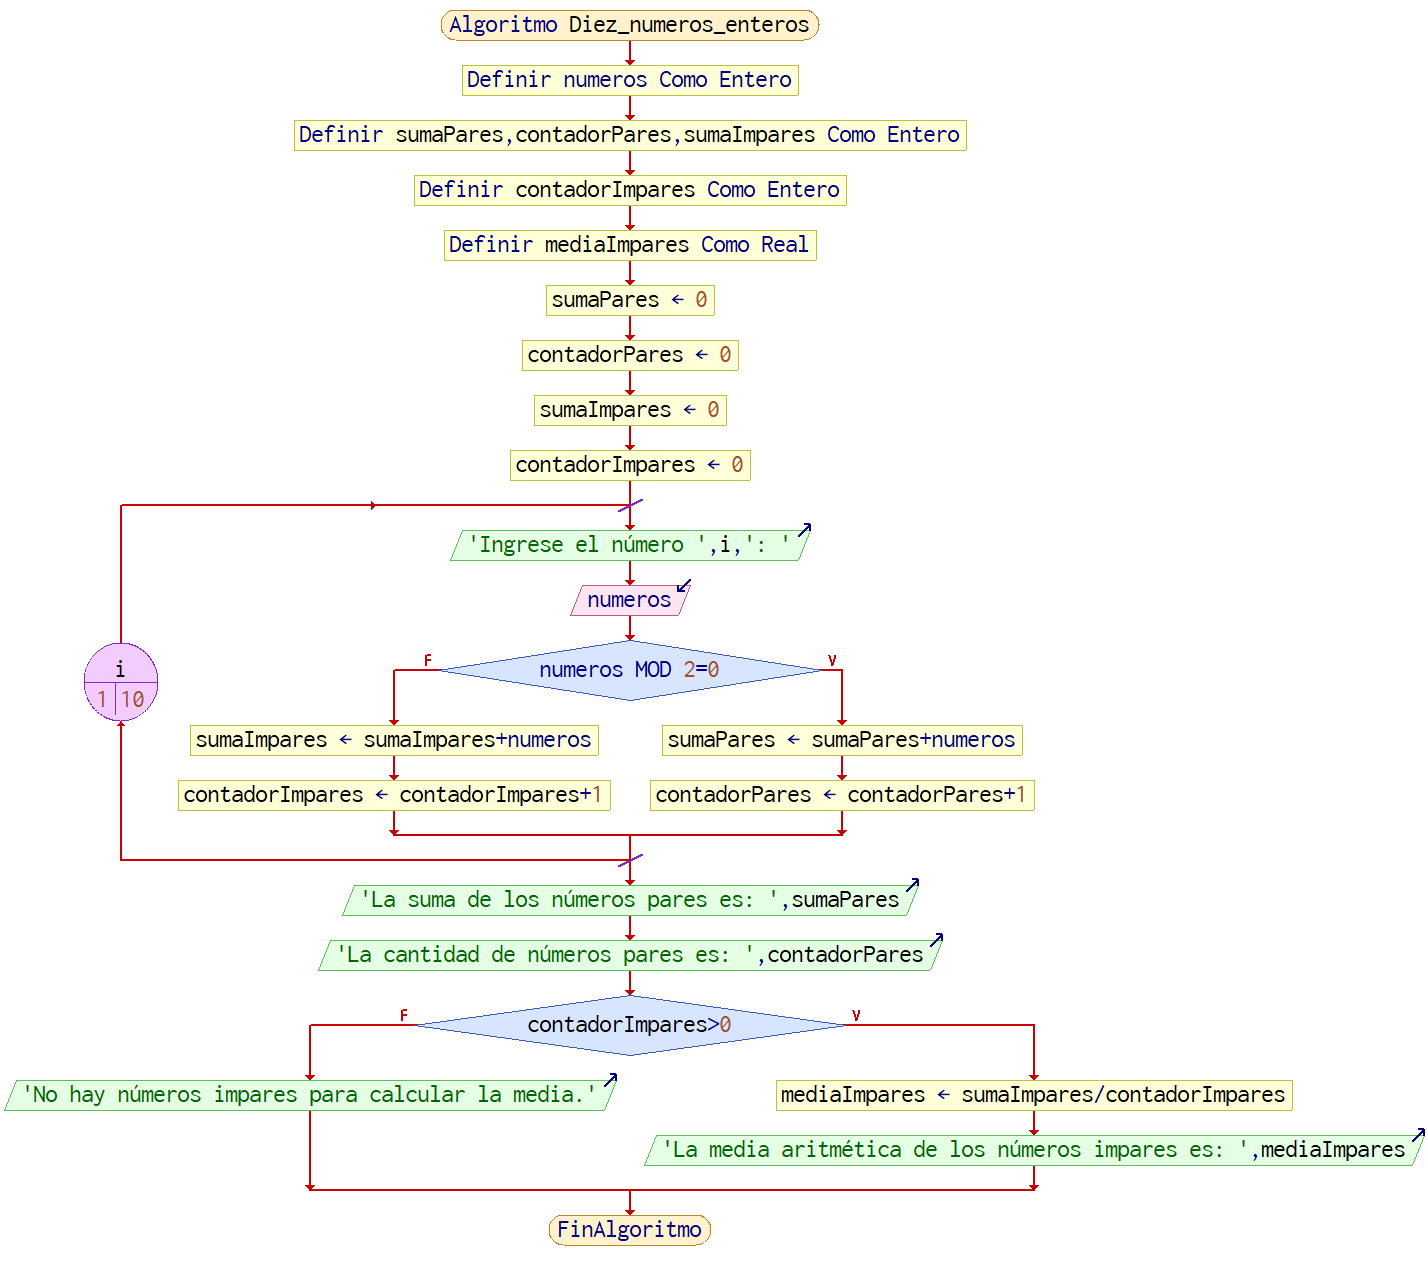 Algoritmo Diez_numeros_enteros
Definir numeros Como Entero
Definir sumaPares,contadorPares,sumaImpares Como Entero
Definir contadorImpares Como Entero
Definir mediaImpares Como Real
sumaPares ← 0
contadorPares ← 0
sumaImpares ← 0
contadorImpares ← 0
'Ingrese el número ',i,': '
numeros
i
1 10
F
numeros MOD 2=0
V
sumaImpares ← sumaImpares+numeros
sumaPares ← sumaPares+numeros
contadorImpares ← contadorImpares+1
contadorPares ← contadorPares+1
'La suma de los números pares es: ',sumaPares
'La cantidad de números pares es: ',contadorPares
F
contadorImpares>0
V
'No hay números impares para calcular la media.'
mediaImpares ← sumaImpares/contadorImpares
'La media aritmética de los números impares es: ',mediaImpares
FinAlgoritmo